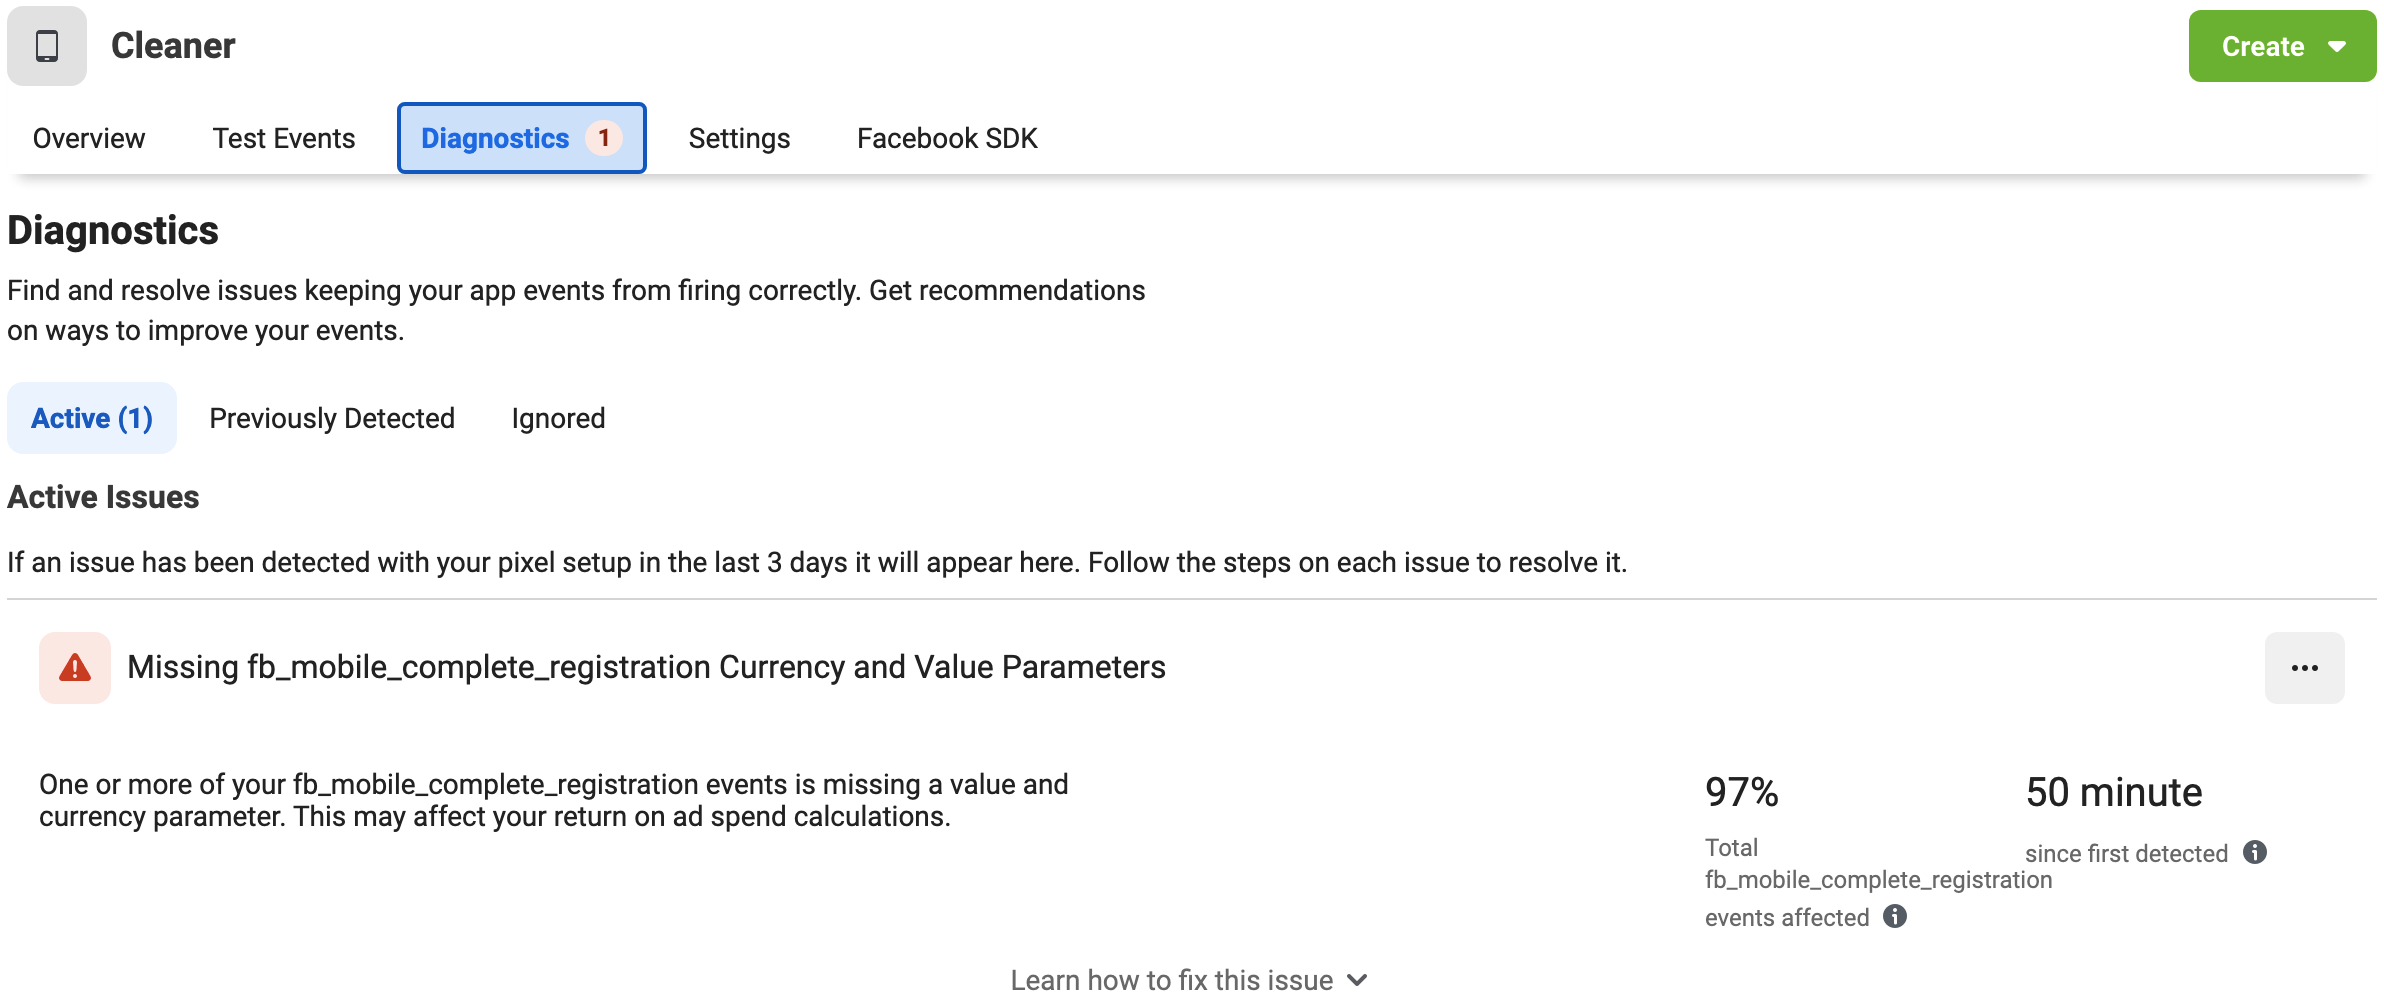 Cleaner
Create
Overview Test Events Diagnostics 1 Settings Facebook SDK
Diagnostics
Find and resolve issues keeping your app events from firing correctly. Get recommendations
on ways to improve your events.
Active (1) Previously Detected Ignored
Active Issues
If an issue has been detected with your pixel setup in the last 3 days it will appear here. Follow the steps on each issue to resolve it.
Missing fb_mobile_complete_registration Currency and Value Parameters
One or more of your fb_mobile_complete_registration events is missing a value and
currency parameter. This may affect your return on ad spend calculations.
97%
Total
fb_mobile_complete_registration
events affected
50 minute
since first detected
Learn how to fix this issue